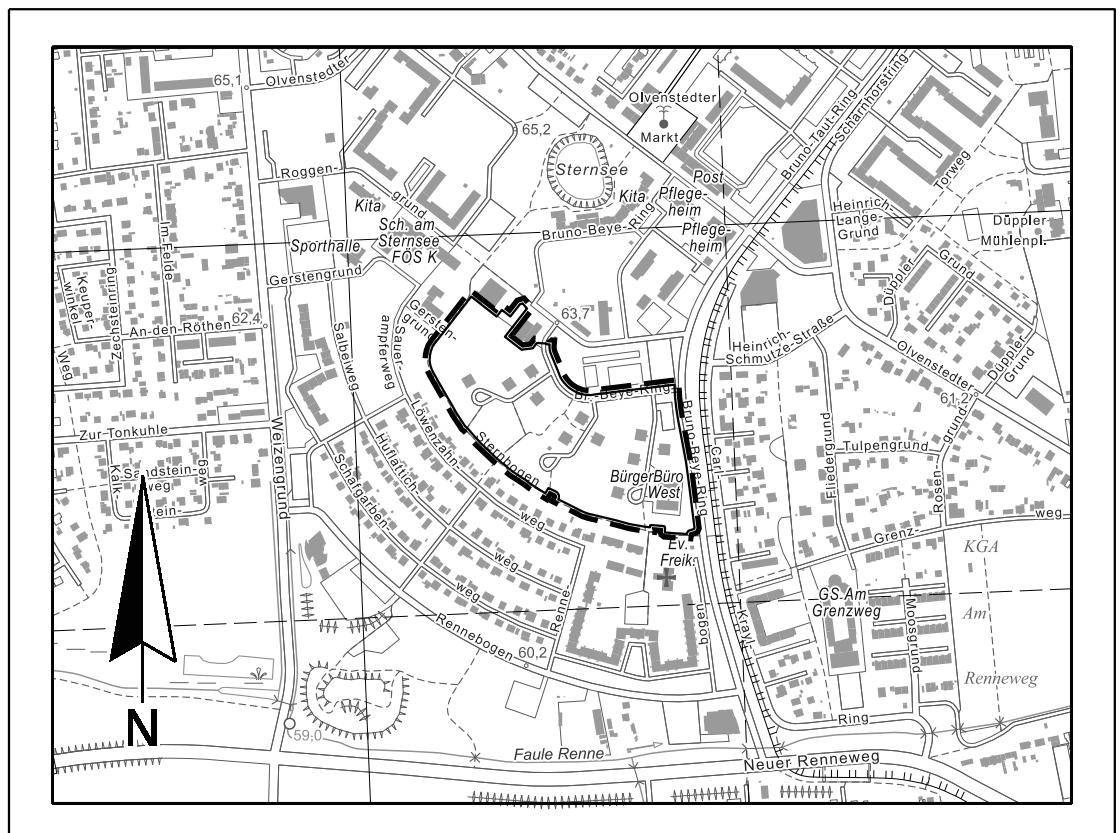 65,1
Olvenstedter
Olvenstedter
Markt
65,2
Bruno-Taut-Ring
Scharnhorstring
Torweg
Sternsee
Roggen-
grund
Kita
Kita
Post
Pflege-
heim
Pflege-
heim
Heinrich-
Lange-
Grund
Düppler
Mühlenpl.
Sch. am
Sternsee
FÖS K
Sporthalle
Bruno-Beye-Ring
Im Felde
Gerstengrund
Keuper-
winkel
Zechsteinring
An den Röthen
62,4
Weg
Düppler
Grund
Gersten-
grund
63,7
Sauer-
ampferweg
Salbeiweg
Heinrich-
Schmutze-Straße
Olvenstedter
Düppler
Grund
61,2
grund
Br.-Beye-Ring
Bruno-Beye-Ring
Zur Tonkuhle
Weizengrund
Löwenzahn-
weg
Sternbogen
Huflattich-
weg
Schafgarben-
weg
Carl-
Krayl-
Ring
Fliedergrund
Tulpengrund
Rosen-
Sandstein-
weg
Kalk-
stein-
weg
BürgerBüro
West
Ev.
Freik.
Grenz-
weg
KGA
Am
Renneweg
GS Am
Grenzweg
Moosgrund
Renne-
bogen
Rennebogen
60,2
59,0
N
Faule Renne
Neuer Renneweg